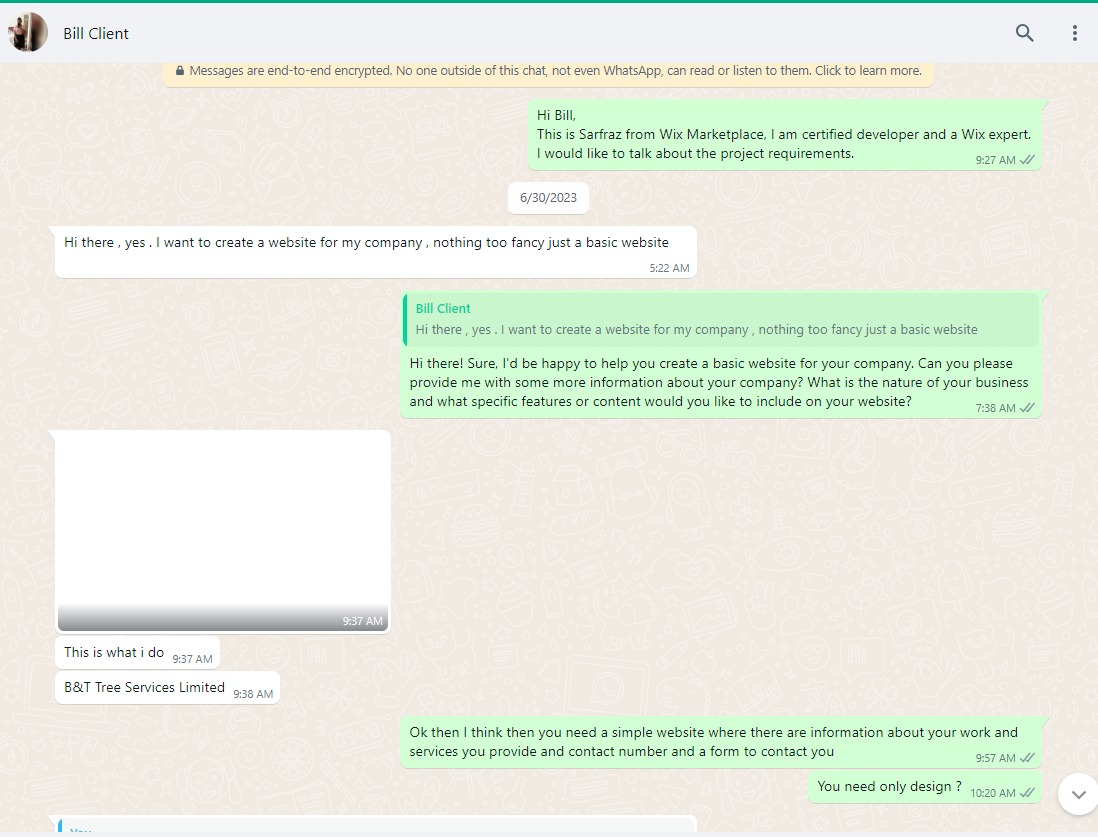 Bill Client
Messages are end-to-end encrypted. No one outside of this chat, not even WhatsApp, can read or listen to them. Click to learn more.
Hi Bill,
This is Sarfraz from Wix Marketplace, I am certified developer and a Wix expert.
I would like to talk about the project requirements.
9:27 AM
6/30/2023
Hi there , yes . I want to create a website for my company , nothing too fancy just a basic website
5:22 AM
Bill Client
Hi there , yes . I want to create a website for my company , nothing too fancy just a basic website
Hi there! Sure, I'd be happy to help you create a basic website for your company. Can you please
provide me with some more information about your company? What is the nature of your business
and what specific features or content would you like to include on your website?
7:38 AM
9:37 AM
This is what i do 9:37 AM
B&T Tree Services Limited 9:38 AM
Ok then I think then you need a simple website where there are information about your work and
services you provide and contact number and a form to contact you
9:57 AM
You need only design ? 10:20 AM
You